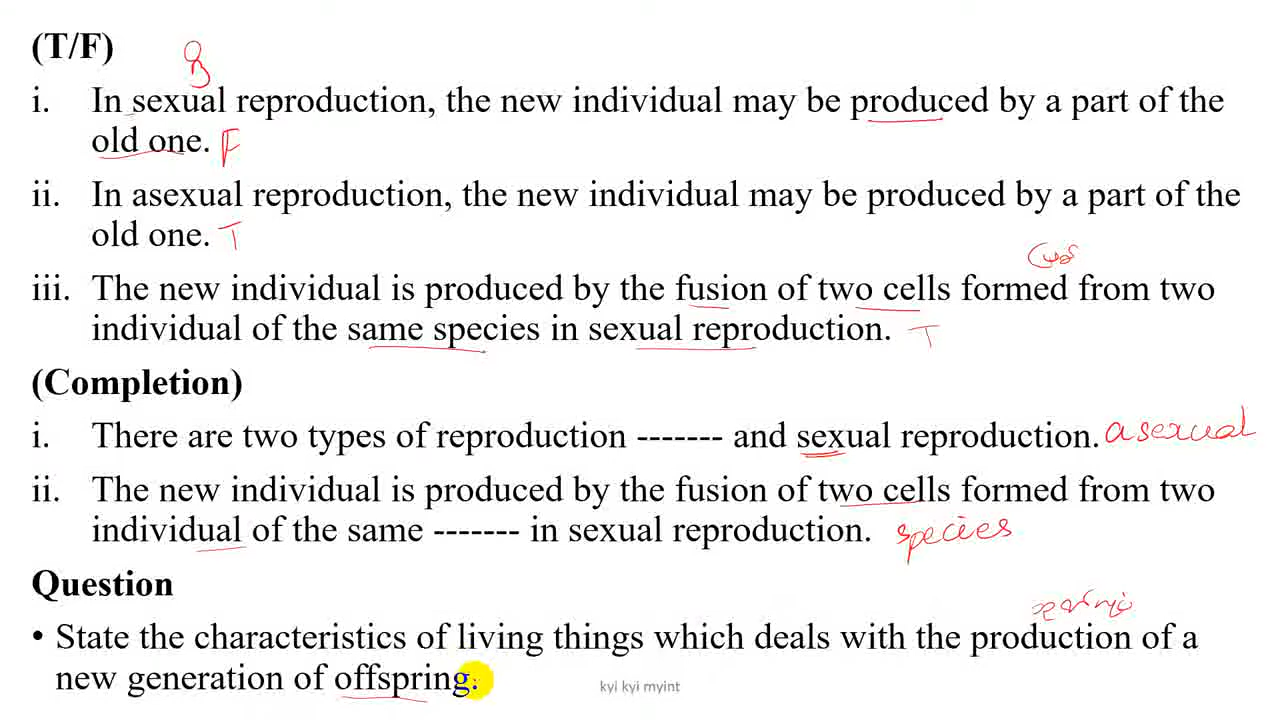 (T/F)
i. In sexual reproduction, the new individual may be produced by a part of the
old one. F
ii. In asexual reproduction, the new individual may be produced by a part of the
old one. T
iii. The new individual is produced by the fusion of two cells formed from two
individual of the same species in sexual reproduction. T
(Completion)
i. There are two types of reproduction ------- and sexual reproduction. asexual
ii. The new individual is produced by the fusion of two cells formed from two
individual of the same ------- in sexual reproduction. species
Question
• State the characteristics of living things which deals with the production of a
new generation of offspring.
kyi kyi myint